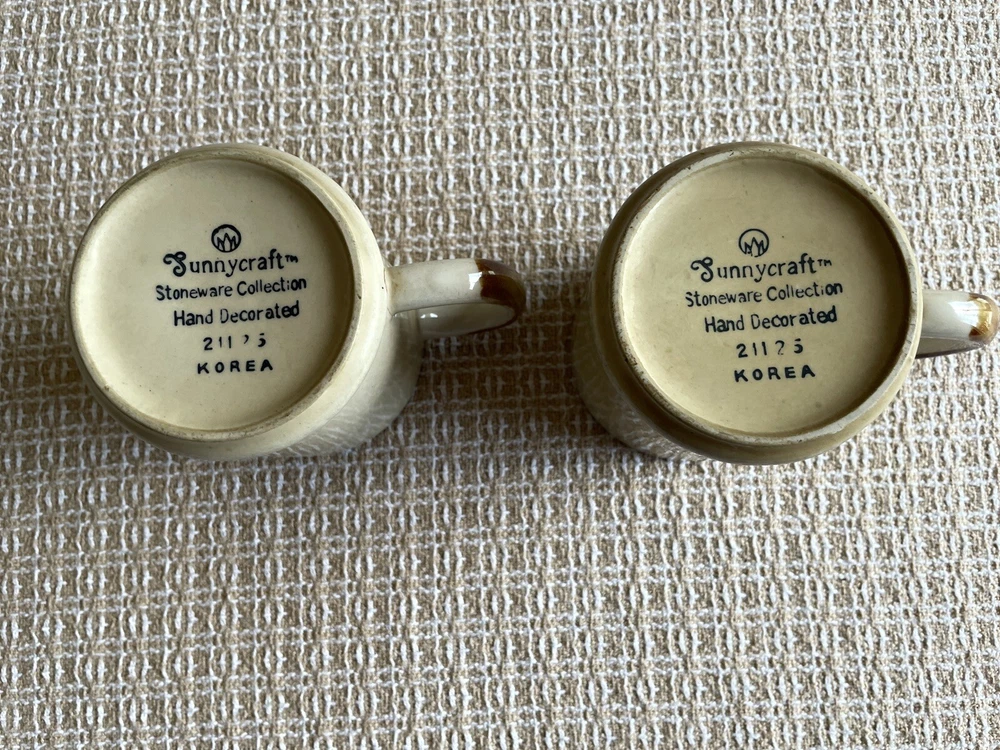 Sunnycraft™
Stoneware Collection
Hand Decorated
21125
KOREA
Sunnycraft™
Stoneware Collection
Hand Decorated
21125
KOREA